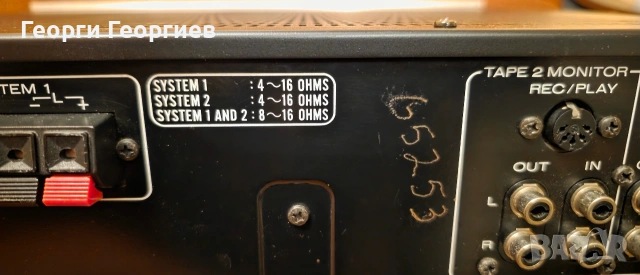 Георги Георгиев
STEM 1
- L +
SYSTEM 1 : 4~16 OHMS
SYSTEM 2 : 4~16 OHMS
SYSTEM 1 AND 2 : 8~16 OHMS
65253
TAPE 2 MONITOR
REC/PLAY
OUT IN
L
R
BAZAR